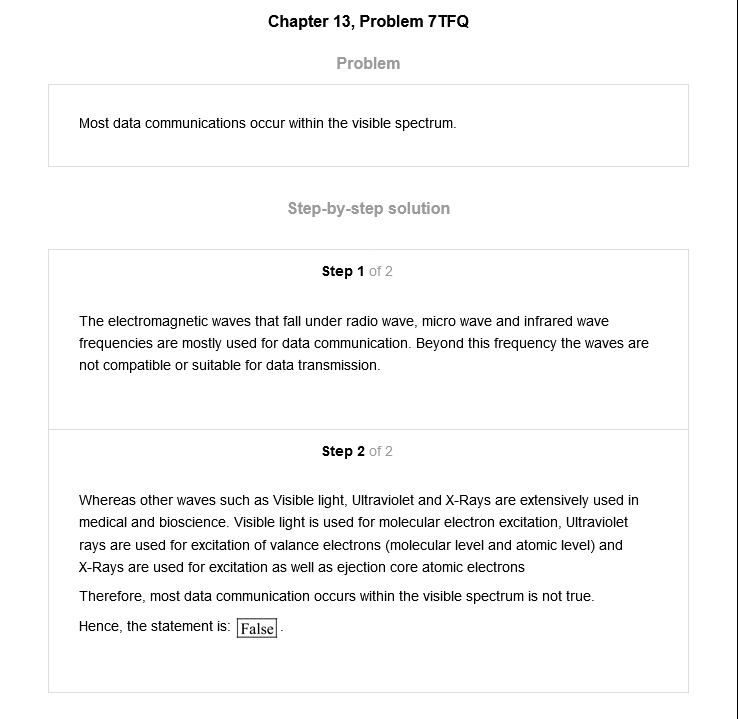 Chapter 13, Problem 7TFQ
Problem
Most data communications occur within the visible spectrum.
Step-by-step solution
Step 1 of 2
The electromagnetic waves that fall under radio wave, micro wave and infrared wave
frequencies are mostly used for data communication. Beyond this frequency the waves are
not compatible or suitable for data transmission.
Step 2 of 2
Whereas other waves such as Visible light, Ultraviolet and X-Rays are extensively used in
medical and bioscience. Visible light is used for molecular electron excitation, Ultraviolet
rays are used for excitation of valance electrons (molecular level and atomic level) and
X-Rays are used for excitation as well as ejection core atomic electrons
Therefore, most data communication occurs within the visible spectrum is not true.
Hence, the statement is: False .